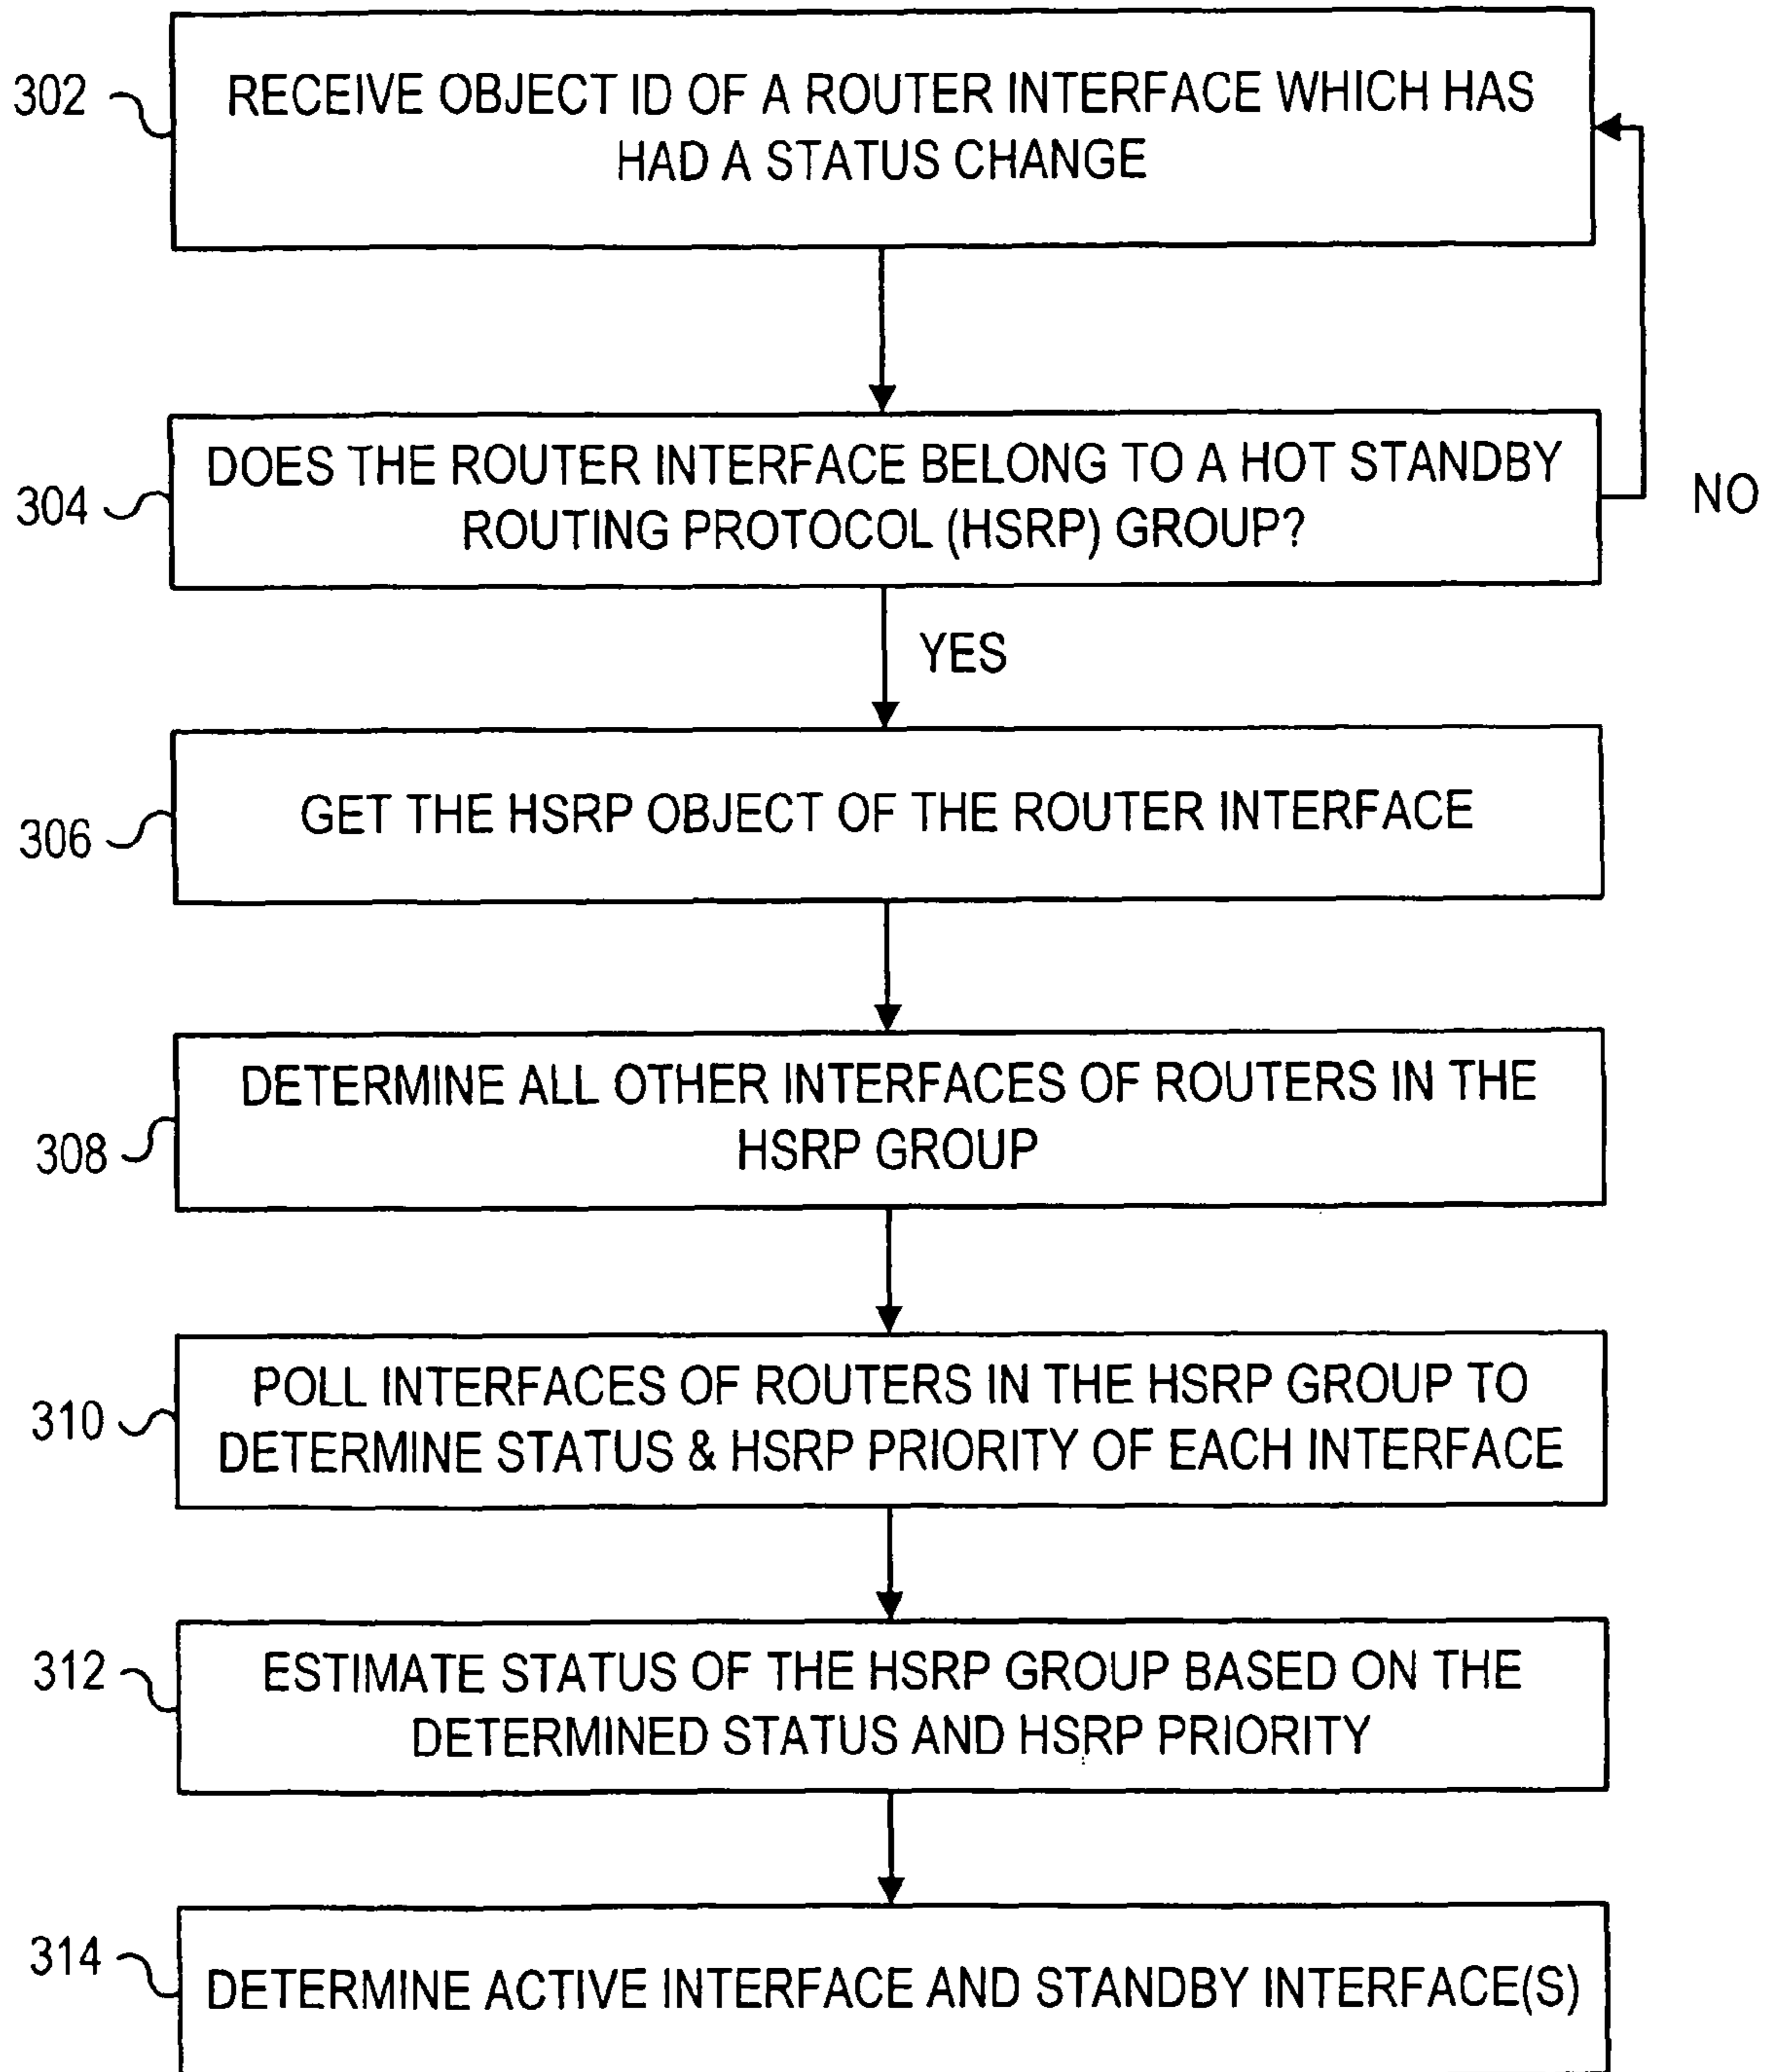 302
RECEIVE OBJECT ID OF A ROUTER INTERFACE WHICH HAS
HAD A STATUS CHANGE
304
DOES THE ROUTER INTERFACE BELONG TO A HOT STANDBY
ROUTING PROTOCOL (HSRP) GROUP?
NO
YES
306
GET THE HSRP OBJECT OF THE ROUTER INTERFACE
308
DETERMINE ALL OTHER INTERFACES OF ROUTERS IN THE
HSRP GROUP
310
POLL INTERFACES OF ROUTERS IN THE HSRP GROUP TO
DETERMINE STATUS & HSRP PRIORITY OF EACH INTERFACE
312
ESTIMATE STATUS OF THE HSRP GROUP BASED ON THE
DETERMINED STATUS AND HSRP PRIORITY
314
DETERMINE ACTIVE INTERFACE AND STANDBY INTERFACE(S)